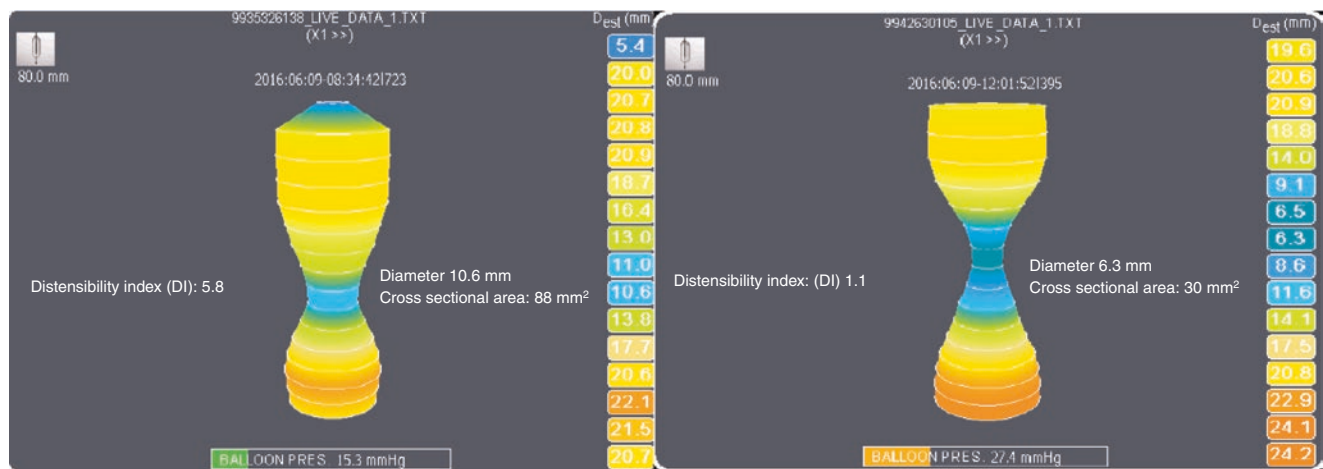 9935326138_LIVE_DATA_1.TXT
(X1 >>)
Dest (mm)
80.0 mm
2016:06:09-08:34:42|723
5.4
20.0
20.7
20.8
20.9
18.7
16.4
13.0
11.0
10.6
13.8
17.7
20.6
22.1
21.5
20.7
Distensibility index (DI): 5.8
Diameter 10.6 mm
Cross sectional area: 88 mm²
BALLOON PRES. 15.3 mmHg
9942630105_LIVE_DATA_1.TXT
(X1 >>)
Dest (mm)
80.0 mm
2016:06:09-12:01:52|395
19.6
20.6
20.9
18.8
14.0
9.1
6.5
6.3
8.6
11.6
14.1
17.5
20.8
22.9
24.1
24.2
Distensibility index: (DI) 1.1
Diameter 6.3 mm
Cross sectional area: 30 mm²
BALLOON PRES. 27.4 mmHg